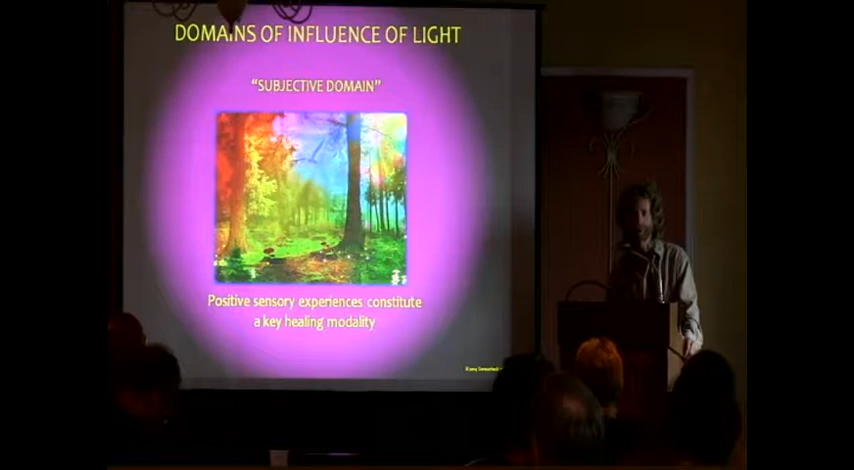 DOMAINS OF INFLUENCE OF LIGHT
“SUBJECTIVE DOMAIN”
Positive sensory experiences constitute
a key healing modality